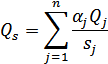 Q_s = \sum_{j=1}^{n} \frac{\alpha_j Q_j}{s_j}